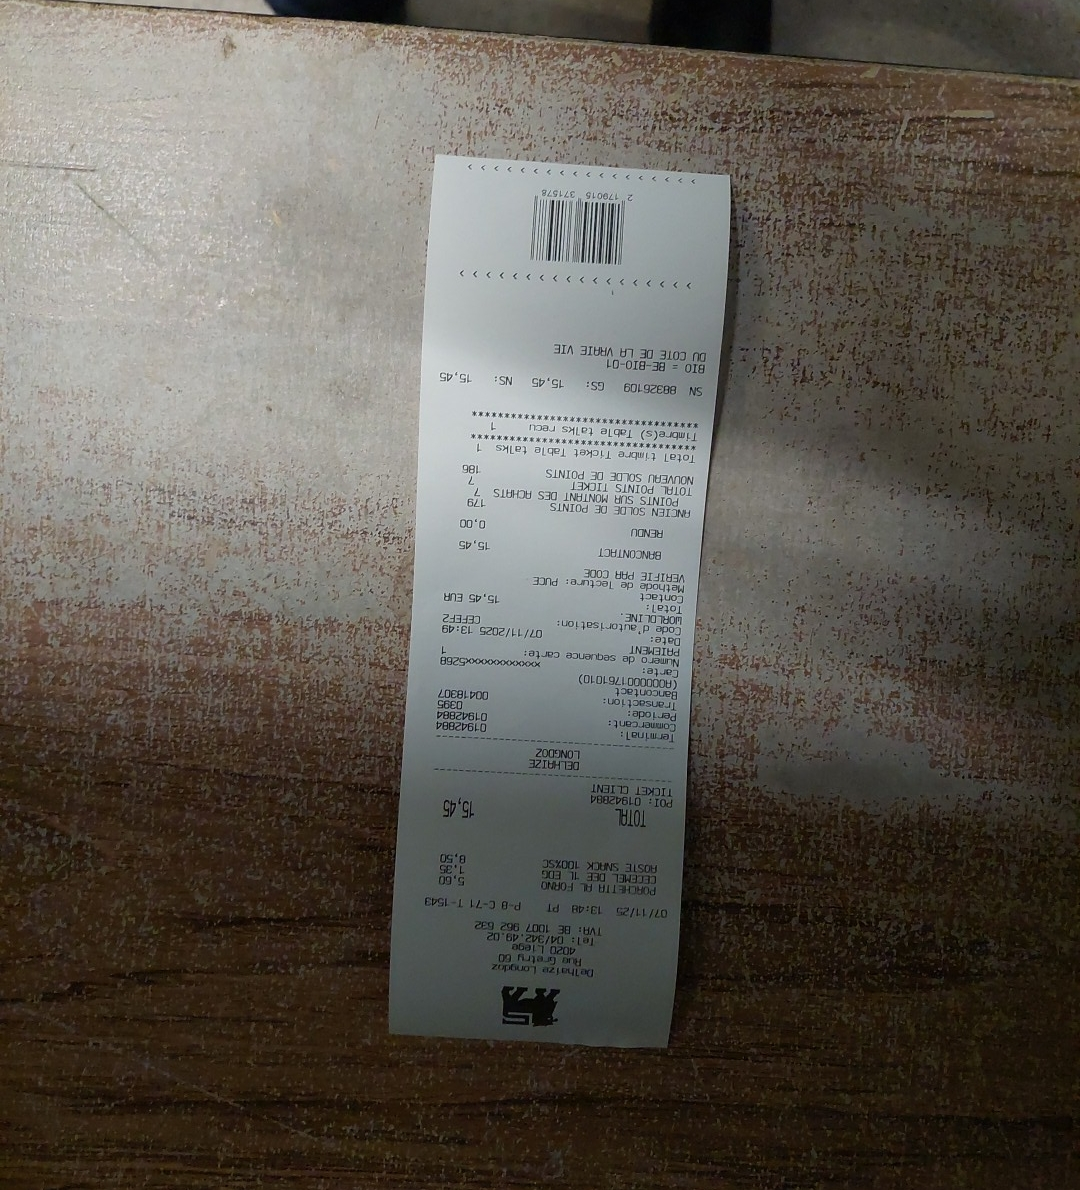 Delhaize Longdoz
Rue Gretry 60
4020 Liege
Tel: 04/342.49.02
TVA: BE 1007 962 632
07/11/25 13:48 PT P-8 C-71 T-1543
PORCHETTA AL FORNO 5,60
CECEMEL DEE 1L EDG 1,35
ROSTE SNACK 100%SC 8,50
TOTAL 15,45
POI: 01942884
TICKET CLIENT
DELHAIZE
LONGDOZ
Terminal: 01942884
Commercant: 01942884
Periode: 0395
Transaction: 00418307
Bancontact
(A0000001761010)
Carte: xxxxxxxxxxxxx5268
Numero de sequence carte: 1
PAIEMENT
Date: 07/11/2025 13:49
Code d'autorisation: CEFEF2
WORLDLINE.
Total: 15,45 EUR
Contact
Methode de lecture: PUCE
VERIFIE PAR CODE
BANCONTACT 15,45
RENDU 0,00
ANCIEN SOLDE DE POINTS 179
POINTS SUR MONTANT DES ACHATS 7
TOTAL POINTS TICKET 7
NOUVEAU SOLDE DE POINTS 186
Total timbre Ticket Table talks 1
***********************************
Timbre(s) Table talks recu 1
***********************************
SN 88326109 GS: 15,45 NS: 15,45
BIO = BE-BIO-01
DU COTE DE LA VRAIE VIE
2 179015 371578